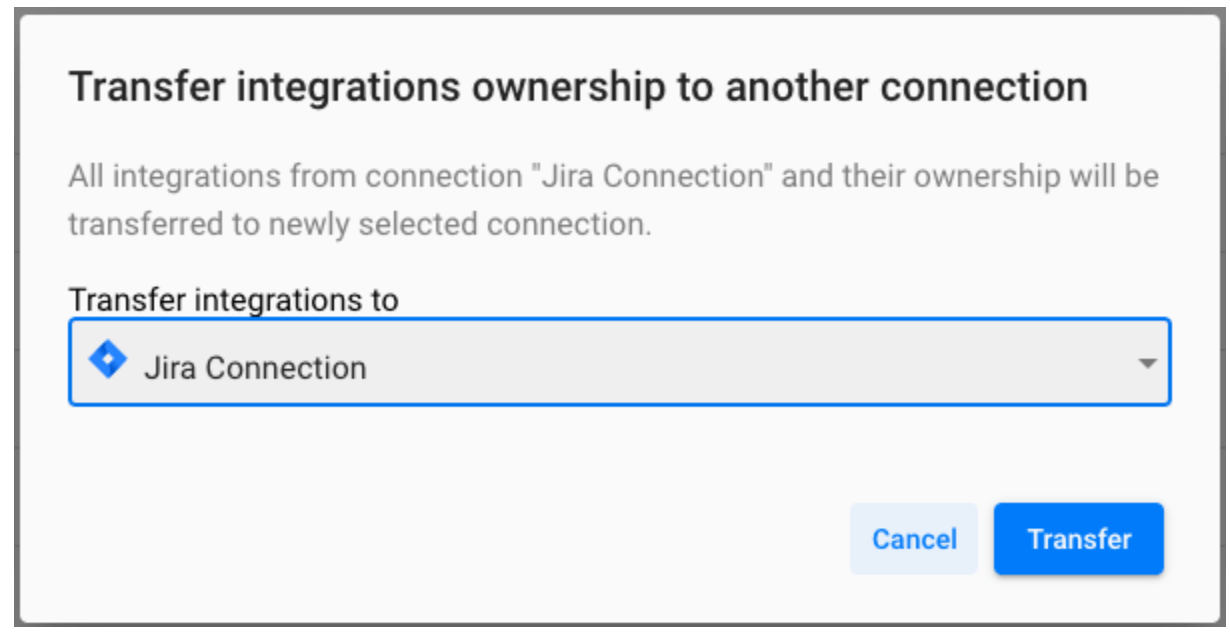 Transfer integrations ownership to another connection
All integrations from connection "Jira Connection" and their ownership will be
transferred to newly selected connection.
Transfer integrations to
Jira Connection
Cancel
Transfer